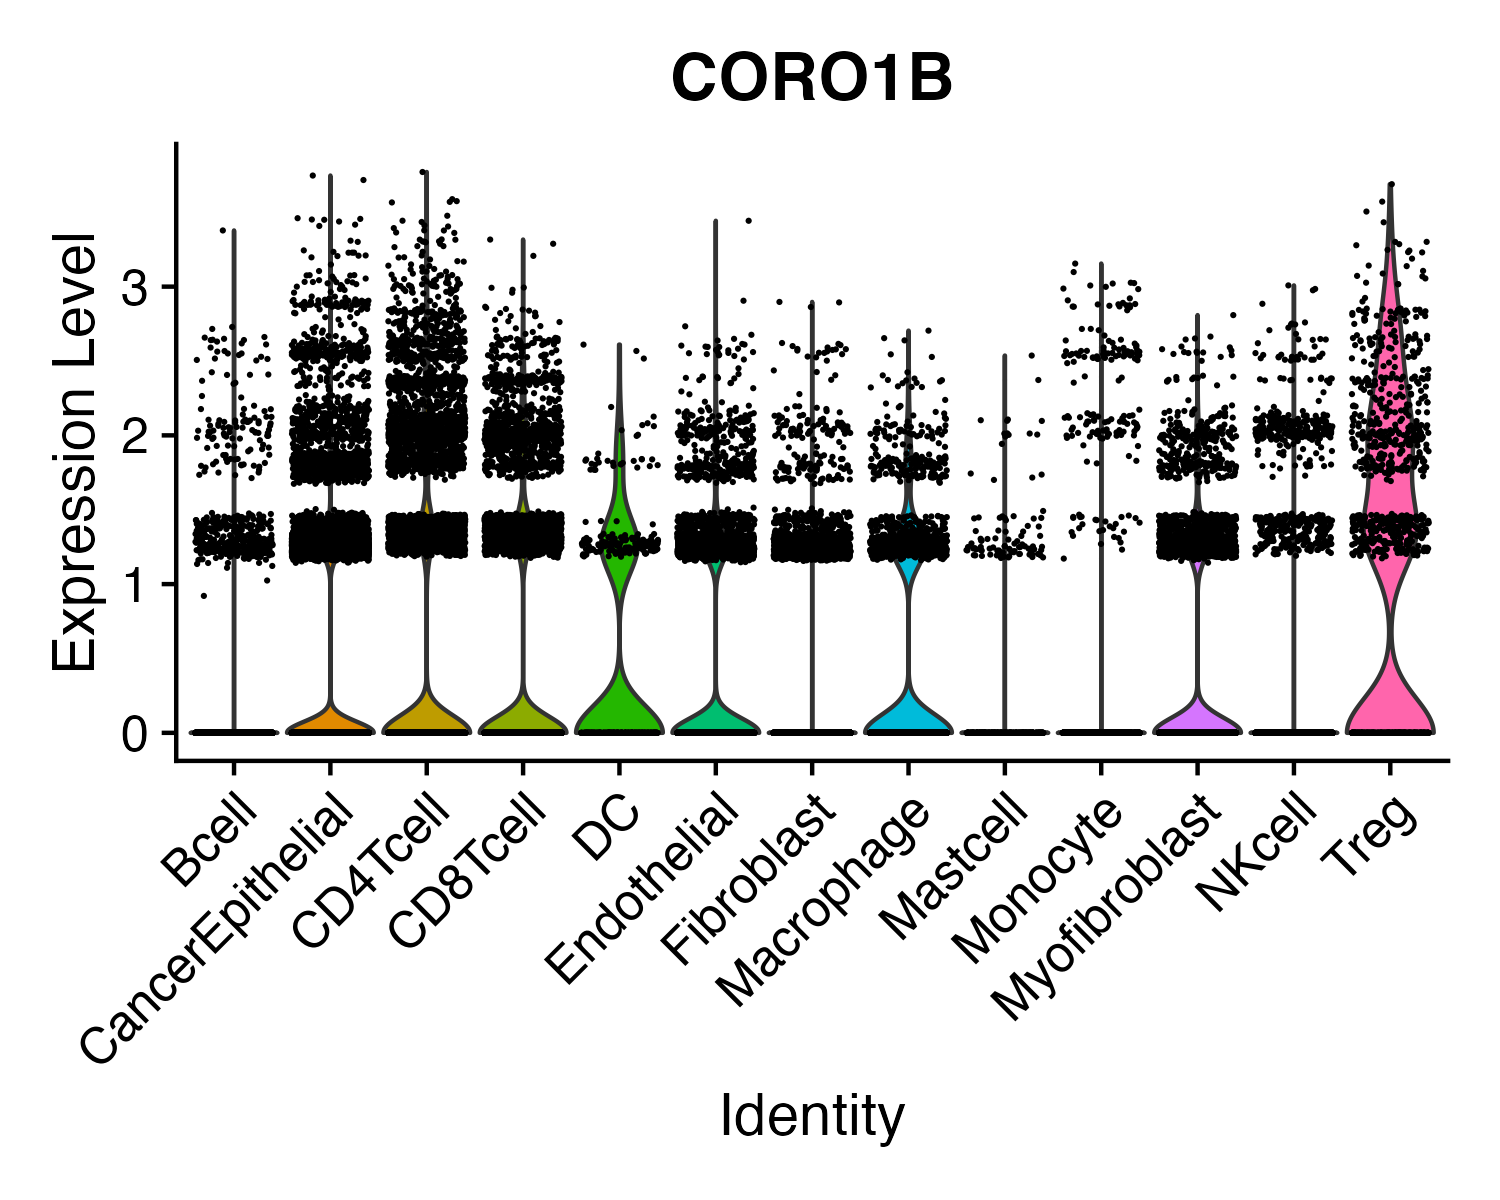 CORO1B
Expression Level
3
2
1
0
Bcell
CancerEpithelial
CD4Tcell
CD8Tcell
DC
Endothelial
Fibroblast
Macrophage
Mastcell
Monocyte
Myofibroblast
NKcell
Treg
Identity